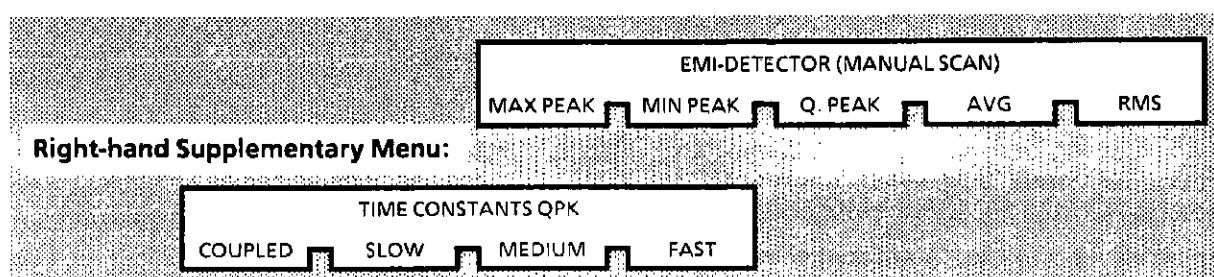 EMI-DETECTOR (MANUAL SCAN)
MAX PEAK MIN PEAK Q. PEAK AVG RMS
Right-hand Supplementary Menu:
TIME CONSTANTS QPK
COUPLED SLOW MEDIUM FAST